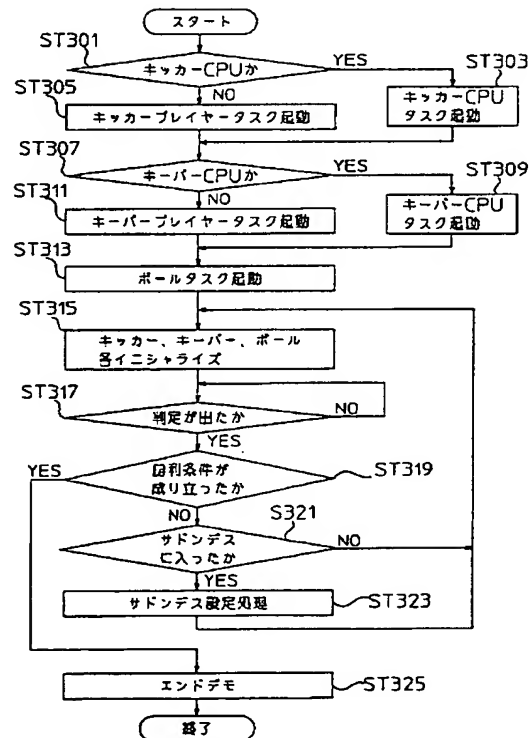 スタート
ST301
キッカーCPUか
YES
ST303
NO
キッカーCPU
タスク起動
ST305
キッカープレイヤータスク起動
ST307
キーパーCPUか
YES
ST309
NO
キーパーCPU
タスク起動
ST311
キーパープレイヤータスク起動
ST313
ボールタスク起動
ST315
キッカー、キーパー、ボール
各イニシャライズ
ST317
判定が出たか
NO
YES
YES
利条件が
成り立ったか
ST319
NO
S321
サドンデス
に入ったか
NO
YES
サドンデス設定処理
ST323
エンドデモ
ST325
終了